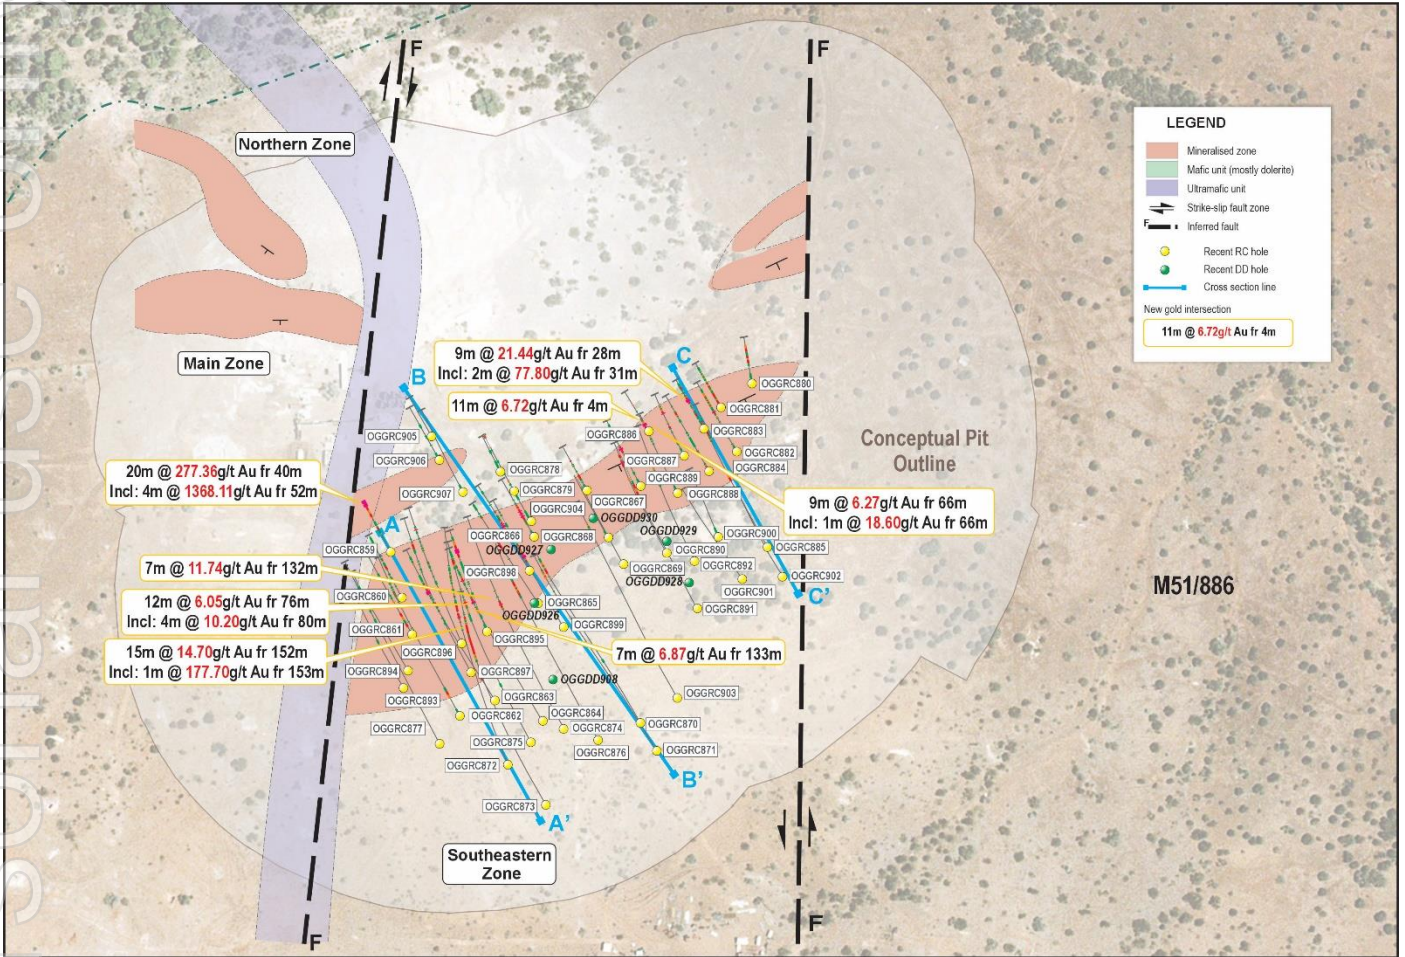 F
F
Northern Zone
Main Zone
LEGEND
Mineralised zone
Mafic unit (mostly dolerite)
Ultramafic unit
Strike-slip fault zone
F
Inferred fault
Recent RC hole
Recent DD hole
Cross section line
New gold intersection
11m @ 6.72g/t Au fr 4m
9m @ 21.44g/t Au fr 28m
Incl: 2m @ 77.80g/t Au fr 31m
11m @ 6.72g/t Au fr 4m
B
C
OGGRC880
OGGRC881
OGGRC883
OGGRC882
OGGRC884
OGGRC886
OGGRC887
OGGRC889
OGGRC888
OGGRC905
OGGRC906
OGGRC907
OGGRC878
OGGRC879
OGGRC904
OGGRC867
OGGRC866
OGGRC868
OGGDD930
OGGDD929
OGGDD927
OGGRC898
OGGRC869
OGGRC890
OGGRC892
OGGDD928
OGGRC900
OGGRC885
OGGRC901
OGGRC902
OGGRC891
C'
Conceptual Pit
Outline
M51/886
20m @ 277.36g/t Au fr 40m
Incl: 4m @ 1368.11g/t Au fr 52m
9m @ 6.27g/t Au fr 66m
Incl: 1m @ 18.60g/t Au fr 66m
A
OGGRC859
7m @ 11.74g/t Au fr 132m
OGGRC860
12m @ 6.05g/t Au fr 76m
Incl: 4m @ 10.20g/t Au fr 80m
OGGRC861
15m @ 14.70g/t Au fr 152m
Incl: 1m @ 177.70g/t Au fr 153m
7m @ 6.87g/t Au fr 133m
OGGRC865
OGGDD926
OGGRC899
OGGRC895
OGGRC896
OGGRC894
OGGRC897
OGGDD908
OGGRC893
OGGRC863
OGGRC903
OGGRC862
OGGRC864
OGGRC877
OGGRC874
OGGRC870
OGGRC875
OGGRC876
OGGRC871
OGGRC872
B'
OGGRC873
A'
Southeastern
Zone
F
F